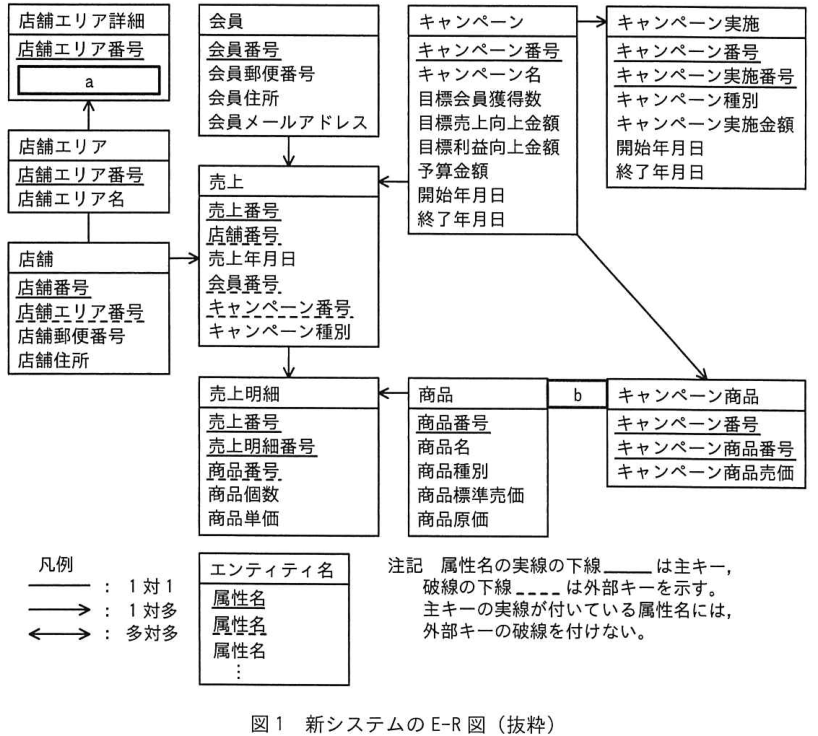 店舗エリア詳細
店舗エリア番号
a
店舗エリア
店舗エリア番号
店舗エリア名
店舗
店舗番号
店舗エリア番号
店舗郵便番号
店舗住所
会員
会員番号
会員郵便番号
会員住所
会員メールアドレス
売上
売上番号
店舗番号
売上年月日
会員番号
キャンペーン番号
キャンペーン種別
売上明細
売上番号
売上明細番号
商品番号
商品個数
商品単価
キャンペーン
キャンペーン番号
キャンペーン名
目標会員獲得数
目標売上向上金額
目標利益向上金額
予算金額
開始年月日
終了年月日
キャンペーン実施
キャンペーン番号
キャンペーン実施番号
キャンペーン種別
キャンペーン実施金額
開始年月日
終了年月日
商品
商品番号
商品名
商品種別
商品標準売価
商品原価
b
キャンペーン商品
キャンペーン番号
キャンペーン商品番号
キャンペーン商品売価
凡例
: 1対1
: 1対多
: 多対多
エンティティ名
属性名
属性名
属性名
⋮
注記 属性名の実線の下線____は主キー，
破線の下線____は外部キーを示す。
主キーの実線が付いている属性名には，
外部キーの破線を付けない。
図1 新システムのE-R図（抜粋）